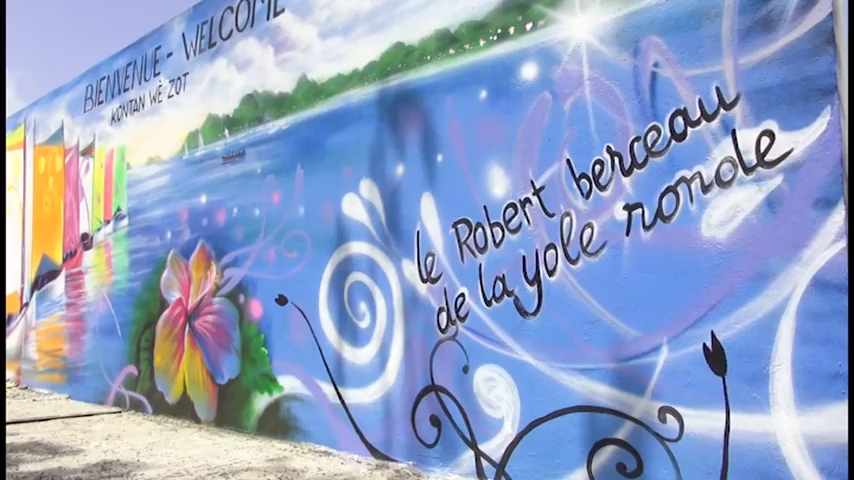 BIENVENUE - WELCOME
KONTAN WÈ ZOT
le Robert berceau
de la yole ronde